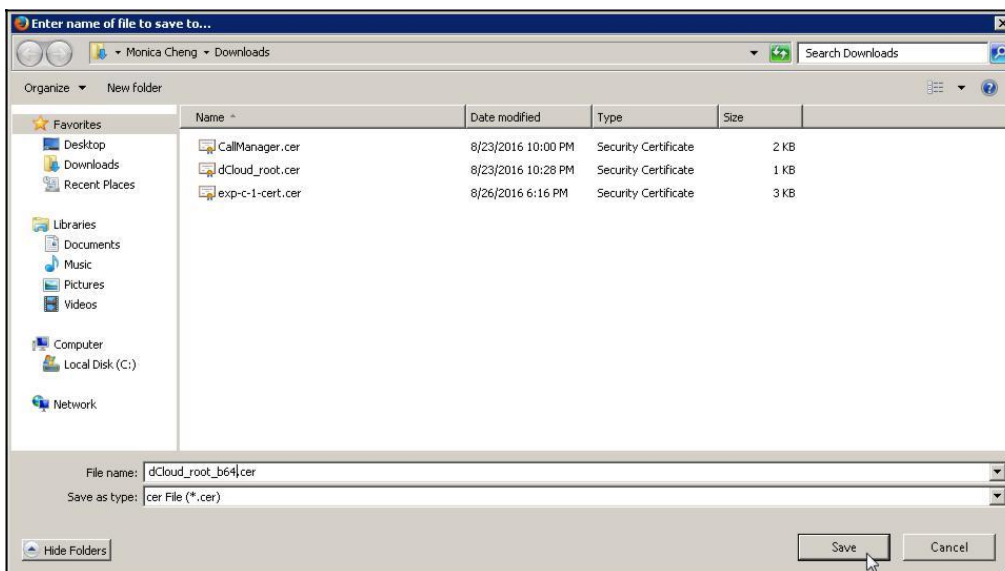 Enter name of file to save to...
Monica Cheng Downloads Search Downloads
Organize New folder
Favorites
Desktop
Downloads
Recent Places
Libraries
Documents
Music
Pictures
Videos
Computer
Local Disk (C:)
Network
Name Date modified Type Size
CallManager.cer 8/23/2016 10:00 PM Security Certificate 2 KB
dCloud_root.cer 8/23/2016 10:28 PM Security Certificate 1 KB
exp-c-1-cert.cer 8/26/2016 6:16 PM Security Certificate 3 KB
File name: dCloud_root_b64.cer
Save as type: cer File (*.cer)
Hide Folders Save Cancel